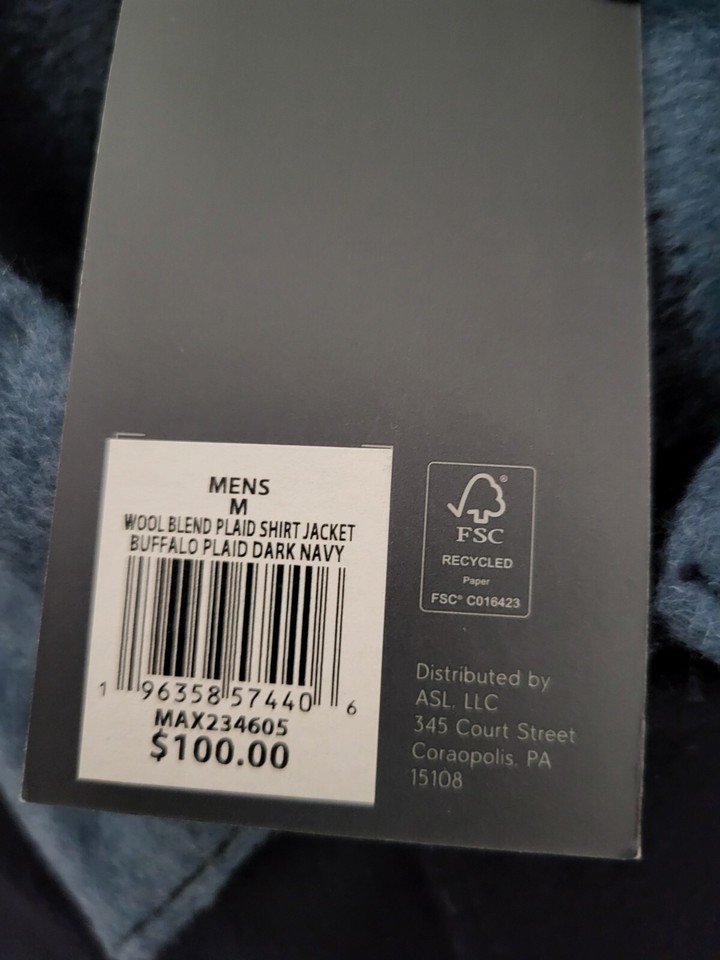 MENS
M
WOOL BLEND PLAID SHIRT JACKET
BUFFALO PLAID DARK NAVY
1 96358 57440 6
MAX234605
$100.00
FSC
RECYCLED
Paper
FSC® C016423
Distributed by
ASL, LLC
345 Court Street
Coraopolis, PA
15108